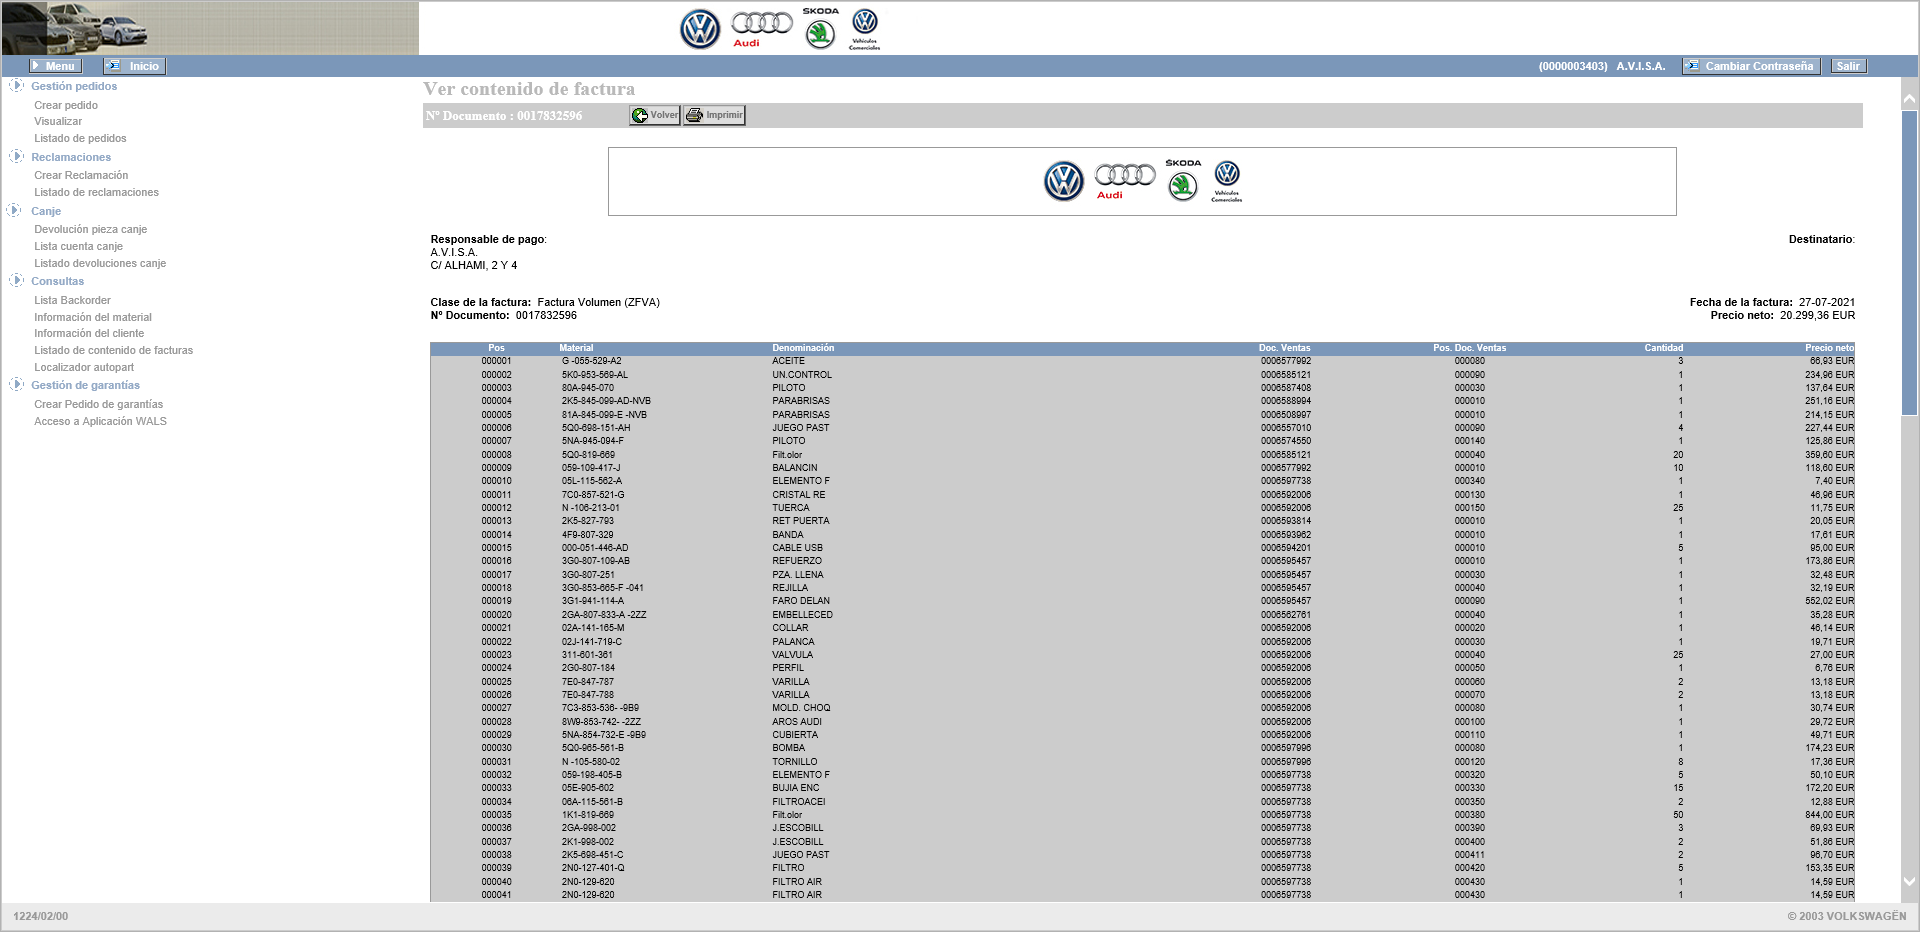 Audi
ŠKODA
Vehículos
Comerciales
Menu
Inicio
(0000003403) A.V.I.S.A.
Cambiar Contraseña
Salir
Gestión pedidos
Crear pedido
Visualizar
Listado de pedidos
Reclamaciones
Crear Reclamación
Listado de reclamaciones
Canje
Devolución pieza canje
Lista cuenta canje
Listado devoluciones canje
Consultas
Lista Backorder
Información del material
Información del cliente
Listado de contenido de facturas
Localizador autopart
Gestión de garantías
Crear Pedido de garantías
Acceso a Aplicación WALS
Ver contenido de factura
Nº Documento : 0017832596
Volver
Imprimir
Audi
ŠKODA
Vehículos
Comerciales
Responsable de pago:
Destinatario:
A.V.I.S.A.
C/ ALHAMI, 2 Y 4
Clase de la factura: Factura Volumen (ZFVA)
Fecha de la factura: 27-07-2021
Nº Documento: 0017832596
Precio neto: 20.299,36 EUR
Pos Material Denominación Doc. Ventas Pos. Doc. Ventas Cantidad Precio neto
000001 G -055-529-A2 ACEITE 0006577992 000080 3 66,93 EUR
000002 5K0-953-569-AL UN.CONTROL 0006585121 000090 1 234,96 EUR
000003 80A-945-070 PILOTO 0006587408 000030 1 137,64 EUR
000004 2K5-845-099-AD-NVB PARABRISAS 0006588994 000010 1 251,16 EUR
000005 81A-845-099-E -NVB PARABRISAS 0006508997 000010 1 214,15 EUR
000006 5Q0-698-151-AH JUEGO PAST 0006557010 000090 4 227,44 EUR
000007 5NA-945-094-F PILOTO 0006574550 000140 1 125,86 EUR
000008 5Q0-819-669 Filt.olor 0006585121 000040 20 359,60 EUR
000009 059-109-417-J BALANCIN 0006577992 000010 10 118,60 EUR
000010 05L-115-562-A ELEMENTO F 0006597738 000340 1 7,40 EUR
000011 7C0-857-521-G CRISTAL RE 0006592006 000130 1 46,96 EUR
000012 N -106-213-01 TUERCA 0006592006 000150 25 11,75 EUR
000013 2K5-827-793 RET PUERTA 0006593814 000010 1 20,05 EUR
000014 4F9-807-329 BANDA 0006593962 000010 1 17,61 EUR
000015 000-051-446-AD CABLE USB 0006594201 000010 5 95,00 EUR
000016 3G0-807-109-AB REFUERZO 0006595457 000010 1 173,86 EUR
000017 3G0-807-251 PZA. LLENA 0006595457 000030 1 32,48 EUR
000018 3G0-853-665-F -041 REJILLA 0006595457 000040 1 32,19 EUR
000019 3G1-941-114-A FARO DELAN 0006595457 000090 1 552,02 EUR
000020 2GA-807-833-A -2ZZ EMBELLECED 0006562761 000040 1 35,28 EUR
000021 02A-141-165-M COLLAR 0006592006 000020 1 46,14 EUR
000022 02J-141-719-C PALANCA 0006592006 000030 1 19,71 EUR
000023 311-601-361 VALVULA 0006592006 000040 25 27,00 EUR
000024 2G0-807-184 PERFIL 0006592006 000050 1 6,76 EUR
000025 7E0-847-787 VARILLA 0006592006 000060 2 13,18 EUR
000026 7E0-847-788 VARILLA 0006592006 000070 2 13,18 EUR
000027 7C3-853-536- -9B9 MOLD. CHOQ 0006592006 000080 1 30,74 EUR
000028 8W9-853-742- -2ZZ AROS AUDI 0006592006 000100 1 29,72 EUR
000029 5NA-854-732-E -9B9 CUBIERTA 0006592006 000110 1 49,71 EUR
000030 5Q0-965-561-B BOMBA 0006597996 000080 1 174,23 EUR
000031 N -105-580-02 TORNILLO 0006597996 000120 8 17,36 EUR
000032 059-198-405-B ELEMENTO F 0006597738 000320 5 50,10 EUR
000033 05E-905-602 BUJIA ENC 0006597738 000330 15 172,20 EUR
000034 06A-115-561-B FILTROACEI 0006597738 000350 2 12,88 EUR
000035 1K1-819-669 Filt.olor 0006597738 000380 50 844,00 EUR
000036 2GA-998-002 J.ESCOBILL 0006597738 000390 3 69,93 EUR
000037 2K1-998-002 J.ESCOBILL 0006597738 000400 2 51,86 EUR
000038 2K5-698-451-C JUEGO PAST 0006597738 000411 2 96,70 EUR
000039 2N0-127-401-Q FILTRO 0006597738 000420 5 153,35 EUR
000040 2N0-129-620 FILTRO AIR 0006597738 000430 1 14,59 EUR
000041 2N0-129-620 FILTRO AIR 0006597738 000430 1 14,59 EUR
1224/02/00
© 2003 VOLKSWAGËN